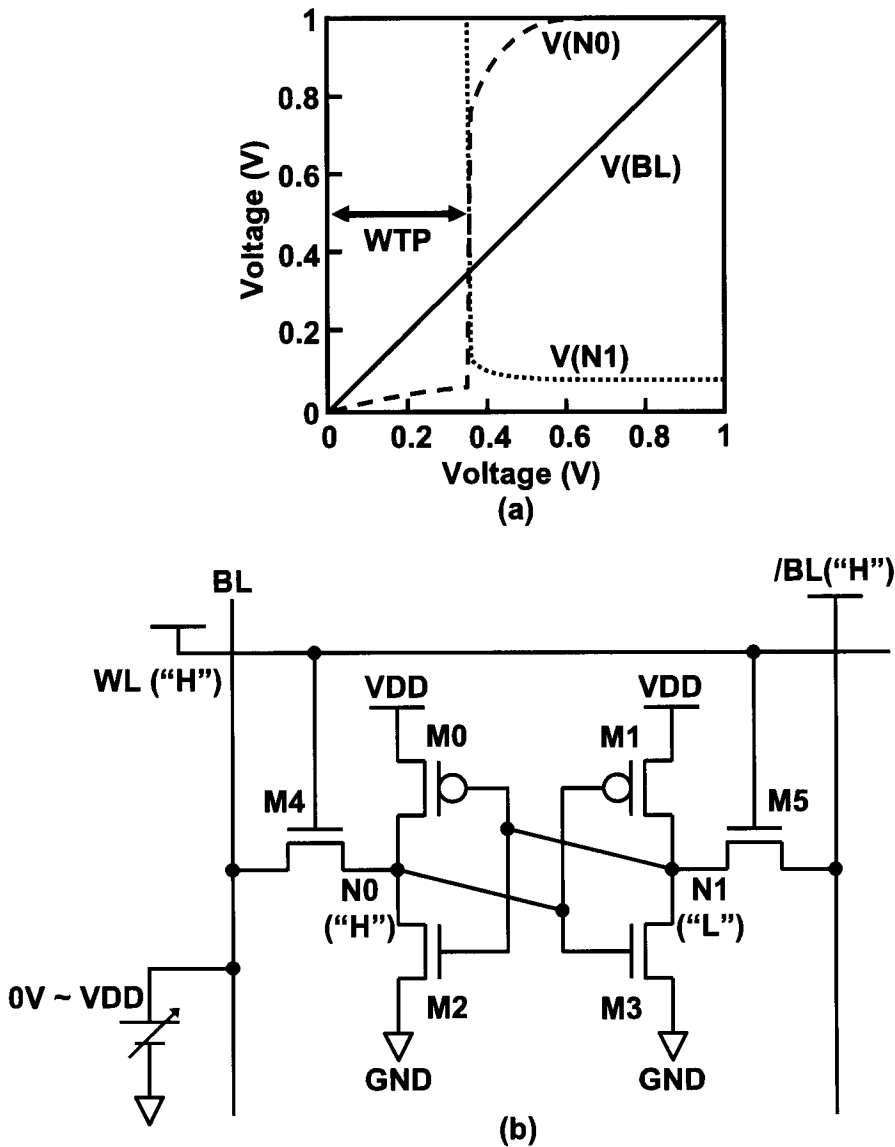 1
V(N0)
0.8
V(BL)
0.6
WTP
0.4
0.2
V(N1)
0
0 0.2 0.4 0.6 0.8 1
Voltage (V)
Voltage (V)
(a)
BL
/BL(“H”)
WL (“H”)
VDD
VDD
M0
M1
M4
M5
N0
(“H”)
N1
(“L”)
0V ~ VDD
M2
M3
GND
GND
(b)